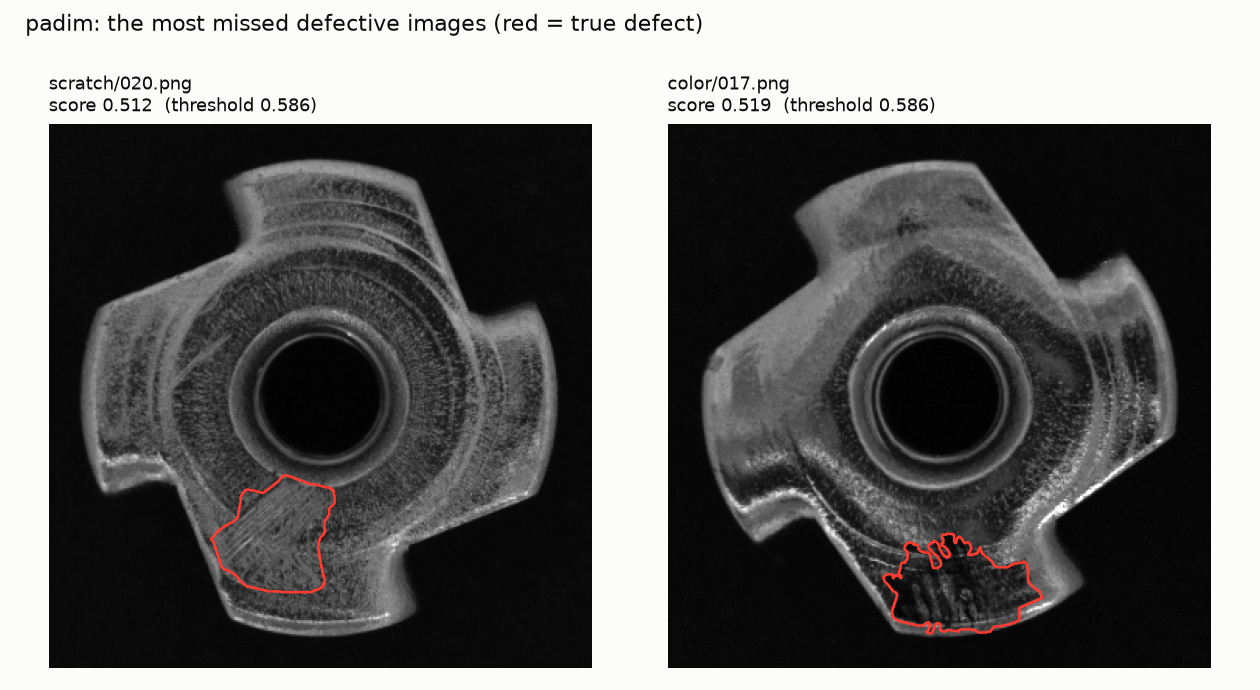 padim: the most missed defective images (red = true defect)
scratch/020.png
score 0.512  (threshold 0.586)
color/017.png
score 0.519  (threshold 0.586)